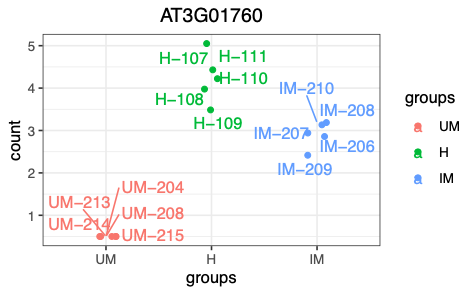 AT3G01760
count
5
4
3
2
1
H−107
H−111
H−110
H−108
H−109
IM−210
IM−208
IM−207
IM−206
IM−209
UM−213
UM−204
UM−214
UM−208
UM−215
UM
H
IM
groups
groups
UM
H
IM